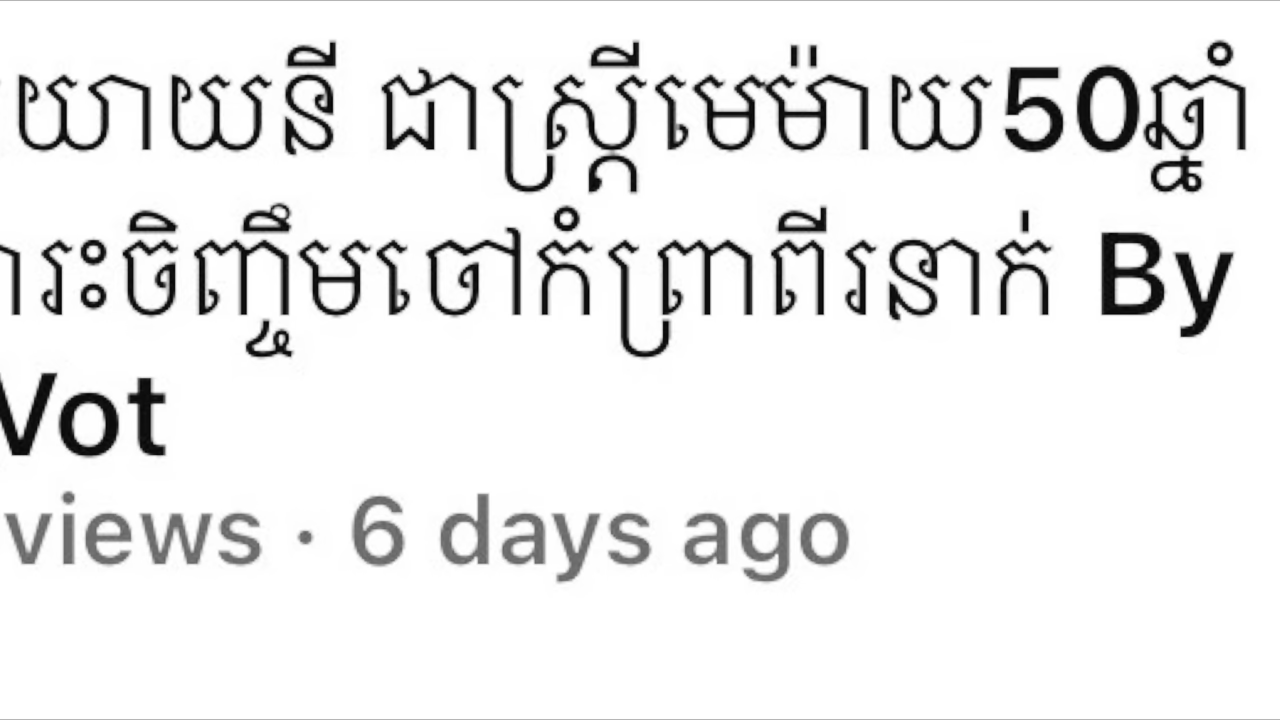 យាយនី ជាស្រ្តីមេម៉ាយ50ឆ្នាំ
ារះចិញ្ចឹមចៅកំព្រាពីរនាក់ By
Vot
views · 6 days ago